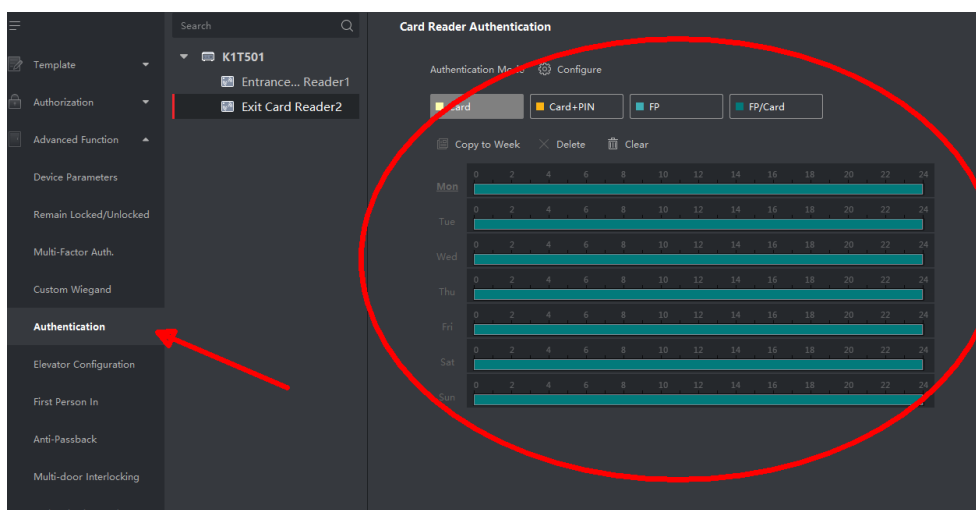 Search
Card Reader Authentication
Template
Authorization
Advanced Function
Device Parameters
Remain Locked/Unlocked
Multi-Factor Auth.
Custom Wiegand
Authentication
Elevator Configuration
First Person In
Anti-Passback
Multi-door Interlocking
K1T501
Entrance... Reader1
Exit Card Reader2
Authentication Mode Configure
Card Card+PIN FP FP/Card
Copy to Week Delete Clear
0 2 4 6 8 10 12 14 16 18 20 22 24
Mon
0 2 4 6 8 10 12 14 16 18 20 22 24
Tue
0 2 4 6 8 10 12 14 16 18 20 22 24
Wed
0 2 4 6 8 10 12 14 16 18 20 22 24
Thu
0 2 4 6 8 10 12 14 16 18 20 22 24
Fri
0 2 4 6 8 10 12 14 16 18 20 22 24
Sat
0 2 4 6 8 10 12 14 16 18 20 22 24
Sun